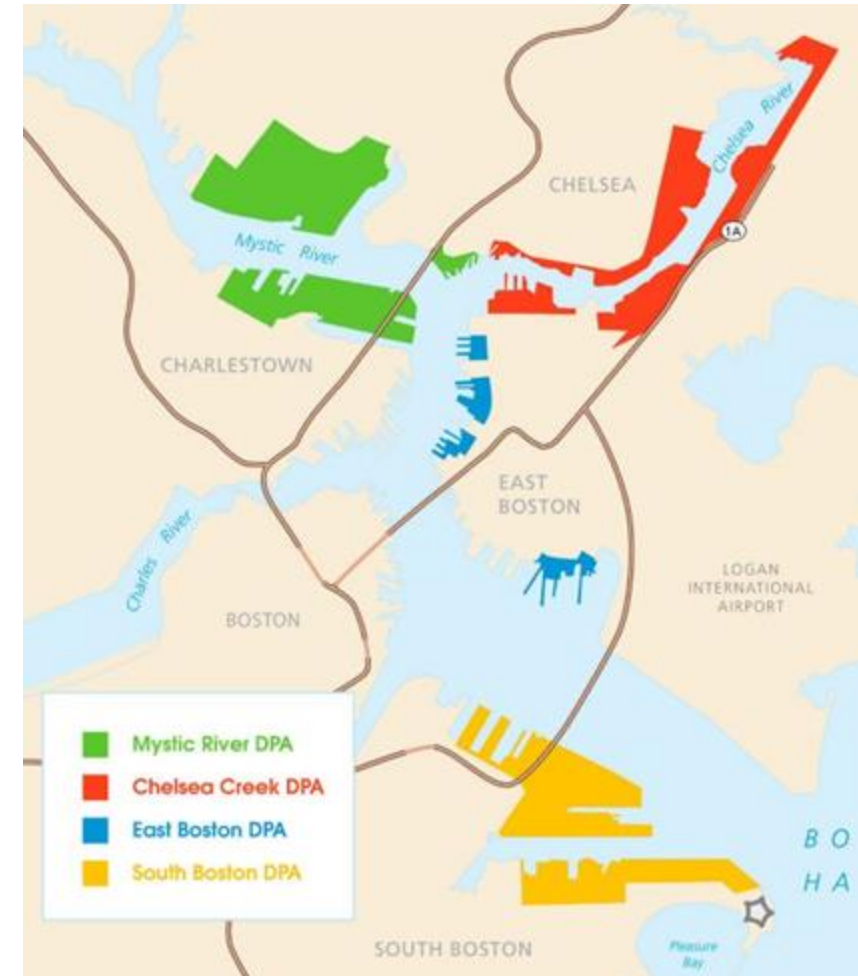 Chelsea River
CHELSEA
1A
Mystic River
CHARLESTOWN
EAST
BOSTON
Charles River
LOGAN
INTERNATIONAL
AIRPORT
BOSTON
Mystic River DPA
Chelsea Creek DPA
East Boston DPA
South Boston DPA
B O
H A
SOUTH BOSTON
Pleasure
Bay